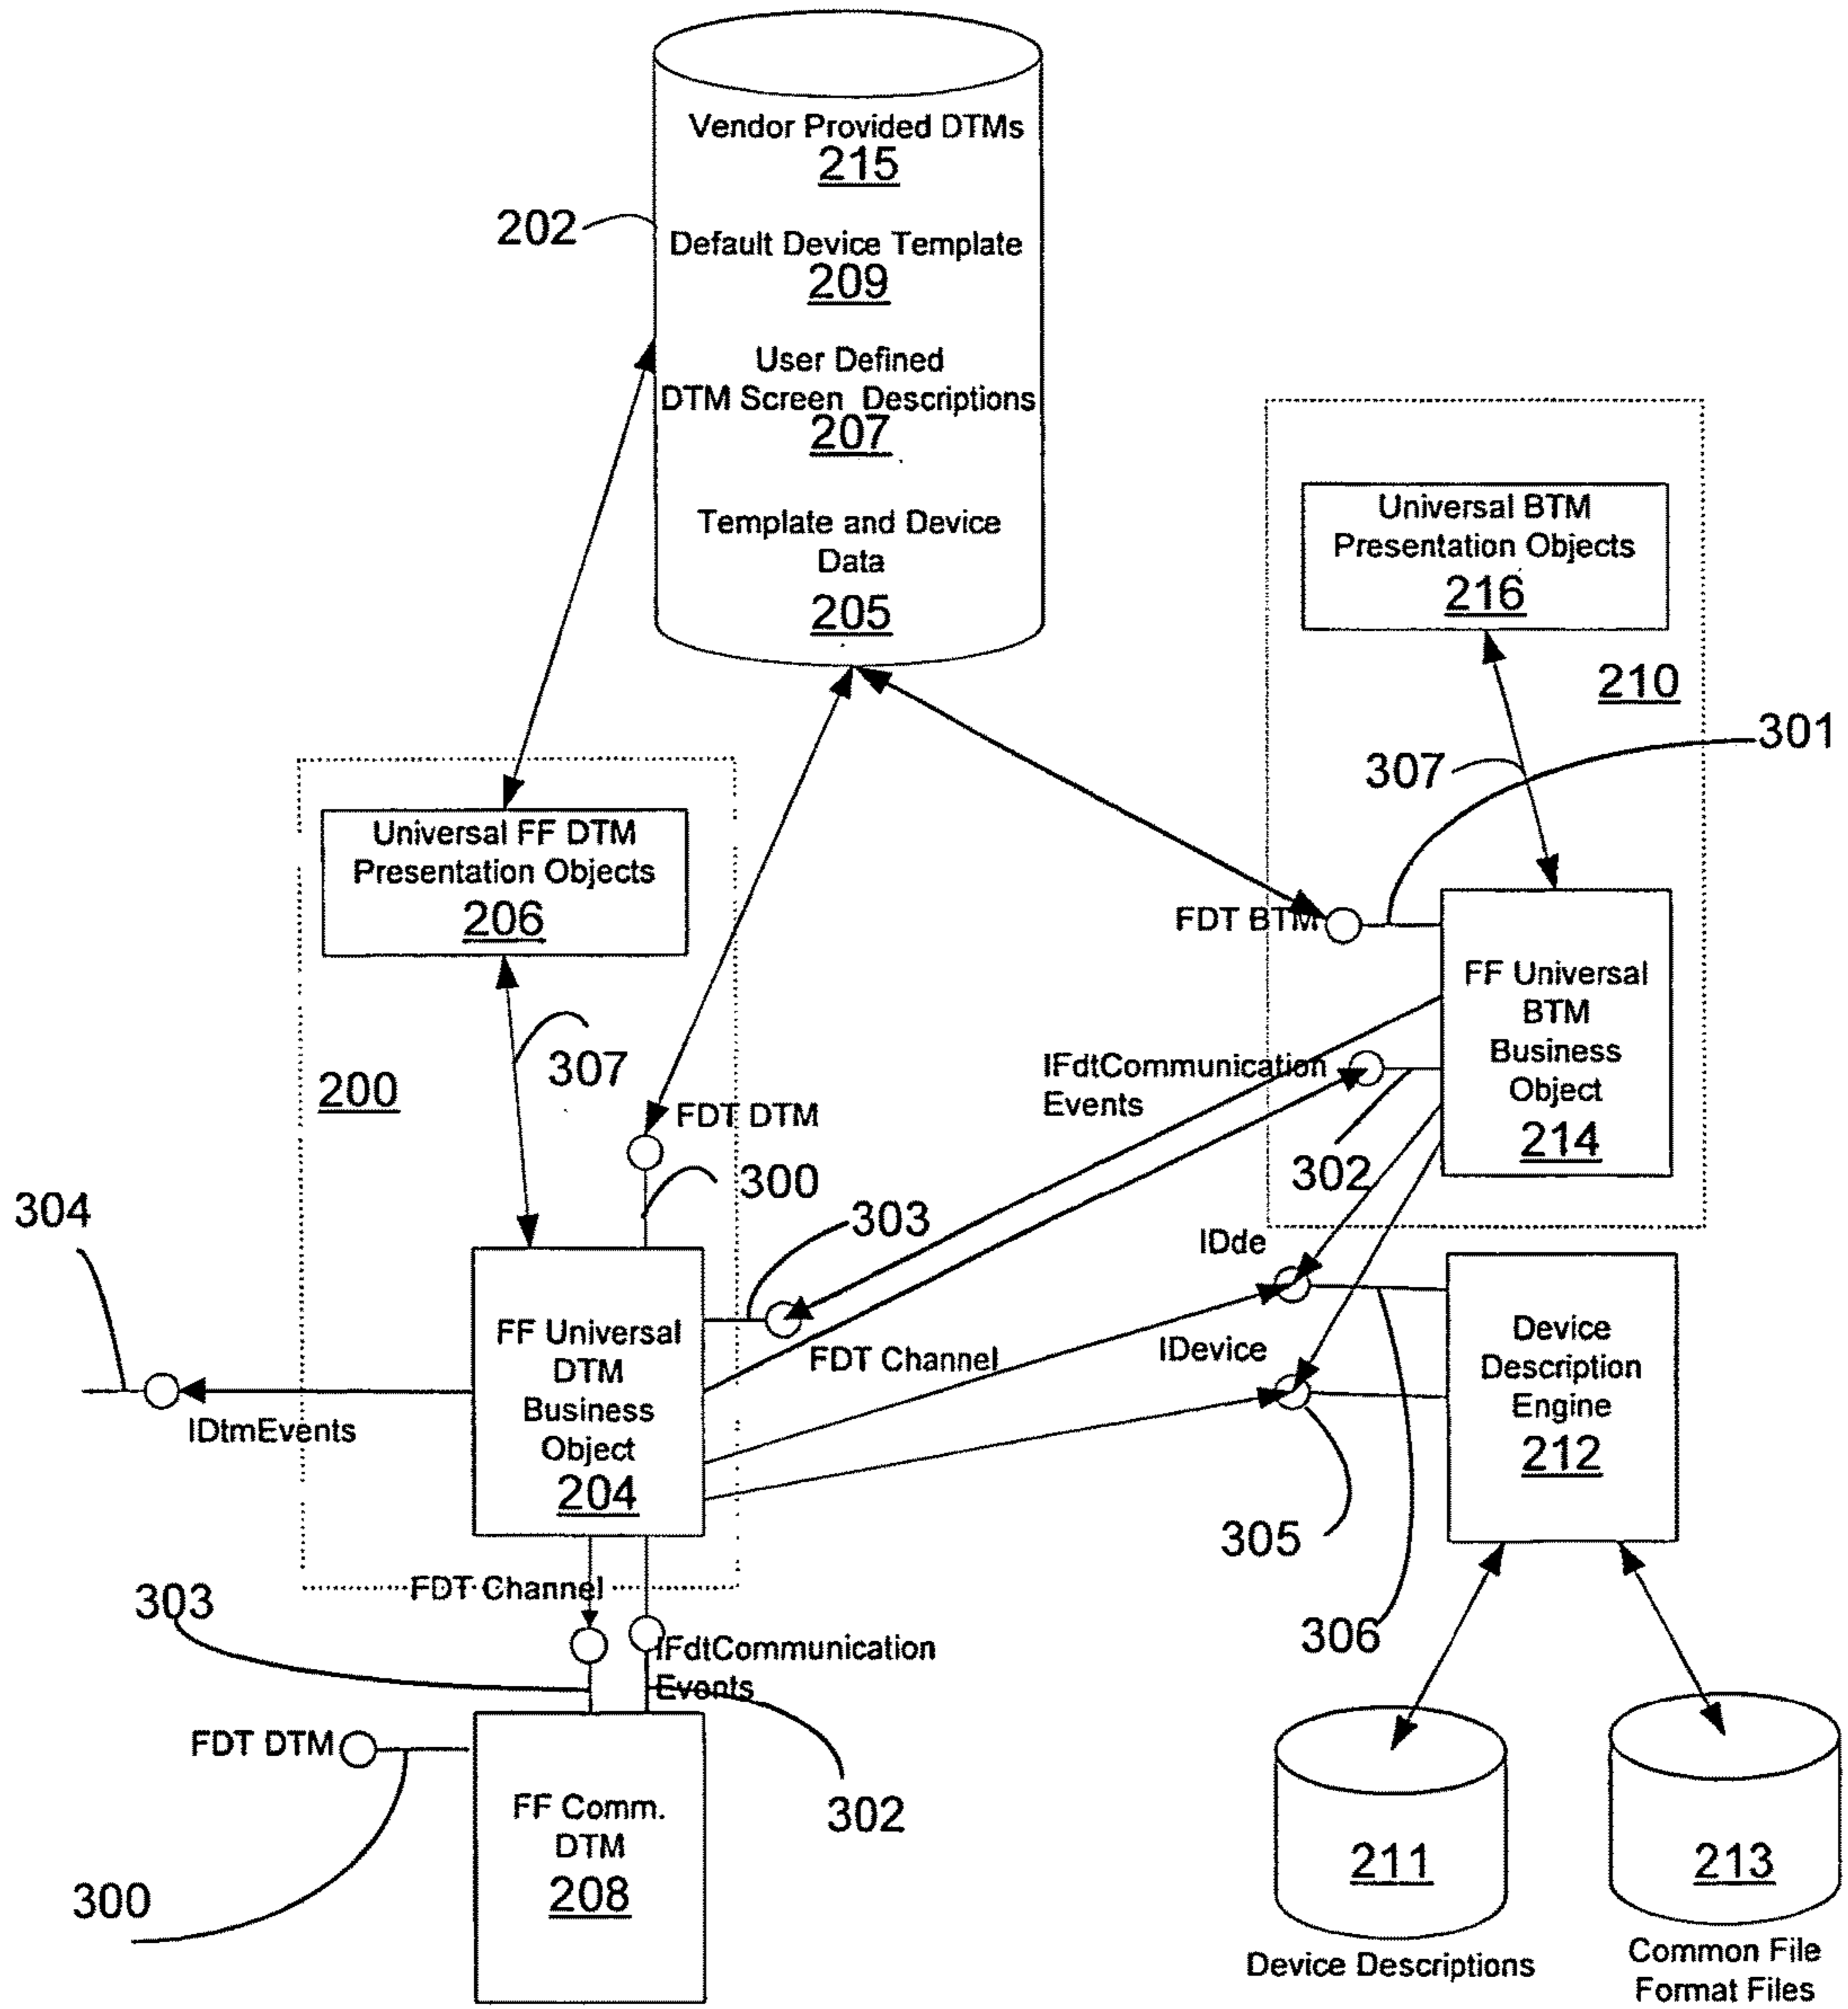 Vendor Provided DTMs
215
202
Default Device Template
209
User Defined
DTM Screen Descriptions
207
Template and Device
Data
205
Universal BTM
Presentation Objects
216
210
301
307
Universal FF DTM
Presentation Objects
206
FDT BTM
FF Universal
BTM
Business
Object
214
307
200
IFdtCommunication
Events
FDT DTM
302
300
304
303
IDde
FF Universal
DTM
Business
Object
204
FDT Channel
IDevice
Device
Description
Engine
212
IDtmEvents
305
FDT Channel
303
306
IFdtCommunication
Events
FDT DTM
302
FF Comm.
DTM
208
300
211
213
Device Descriptions
Common File
Format Files